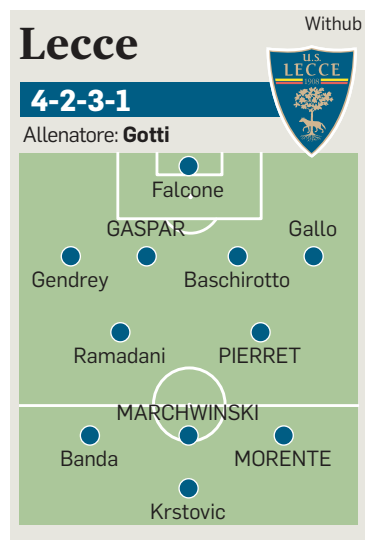 Withub
Lecce
U.S.
LECCE
1908
4-2-3-1
Allenatore: Gotti
Falcone
GASPAR
Gallo
Gendrey
Baschirotto
Ramadani
PIERRET
MARCHWINSKI
Banda
MORENTE
Krstovic